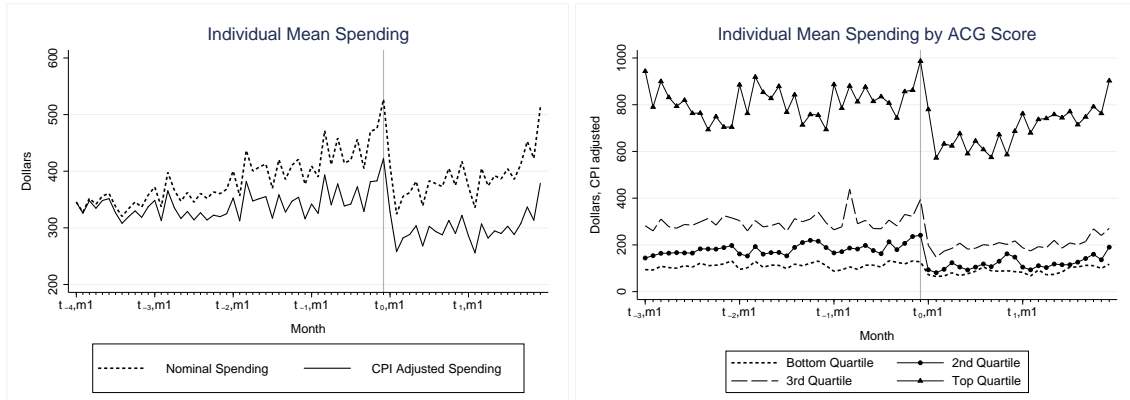 Individual Mean Spending
600
500
400
300
200
Dollars
t₋₄,m1 t₋₃,m1 t₋₂,m1 t₋₁,m1 t₀,m1 t₁,m1
Month
Nominal Spending CPI Adjusted Spending
Individual Mean Spending by ACG Score
1000
800
600
400
200
0
Dollars, CPI adjusted
t₋₃,m1 t₋₂,m1 t₋₁,m1 t₀,m1 t₁,m1
Month
Bottom Quartile 2nd Quartile
3rd Quartile Top Quartile